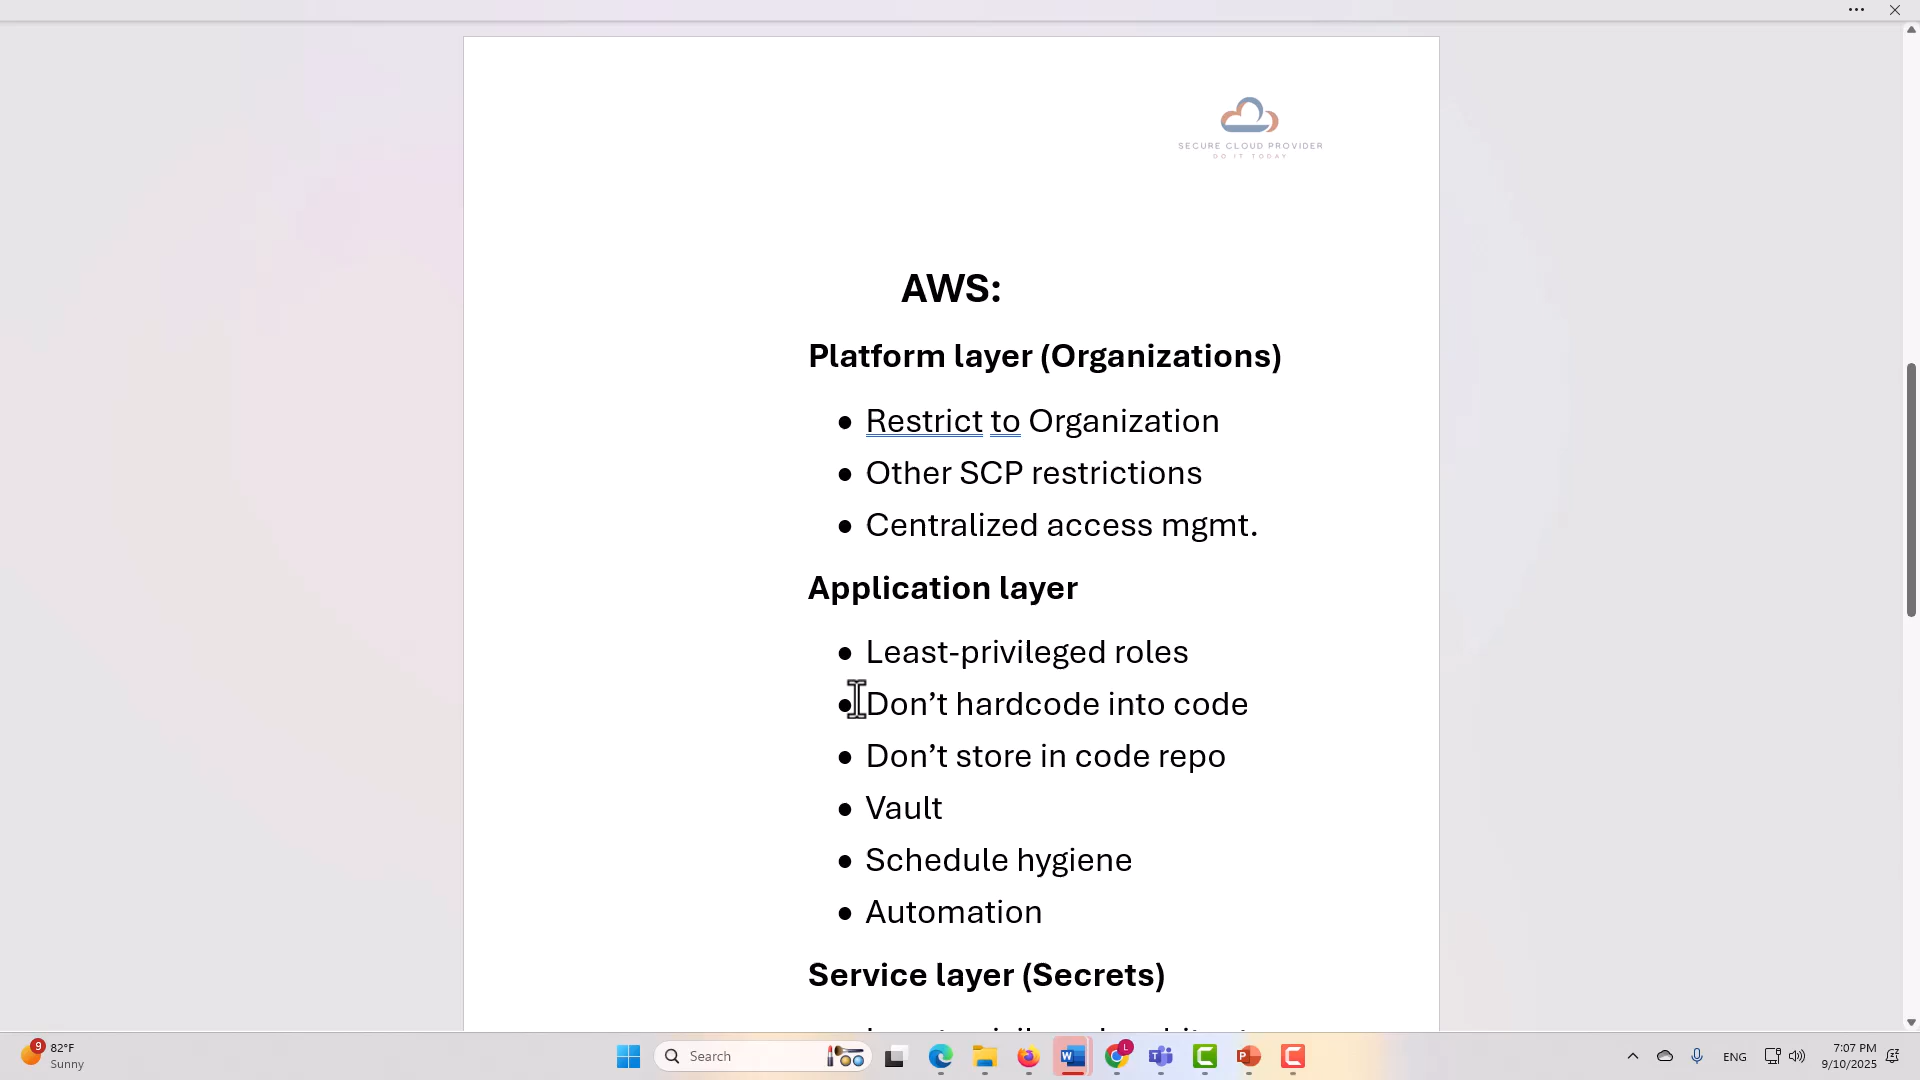 SECURE CLOUD PROVIDER
DO IT TODAY
AWS:
Platform layer (Organizations)
• Restrict to Organization
• Other SCP restrictions
• Centralized access mgmt.
Application layer
• Least-privileged roles
• Don’t hardcode into code
• Don’t store in code repo
• Vault
• Schedule hygiene
• Automation
Service layer (Secrets)
9
82°F
Sunny
Search
L
ENG
7:07 PM
9/10/2025